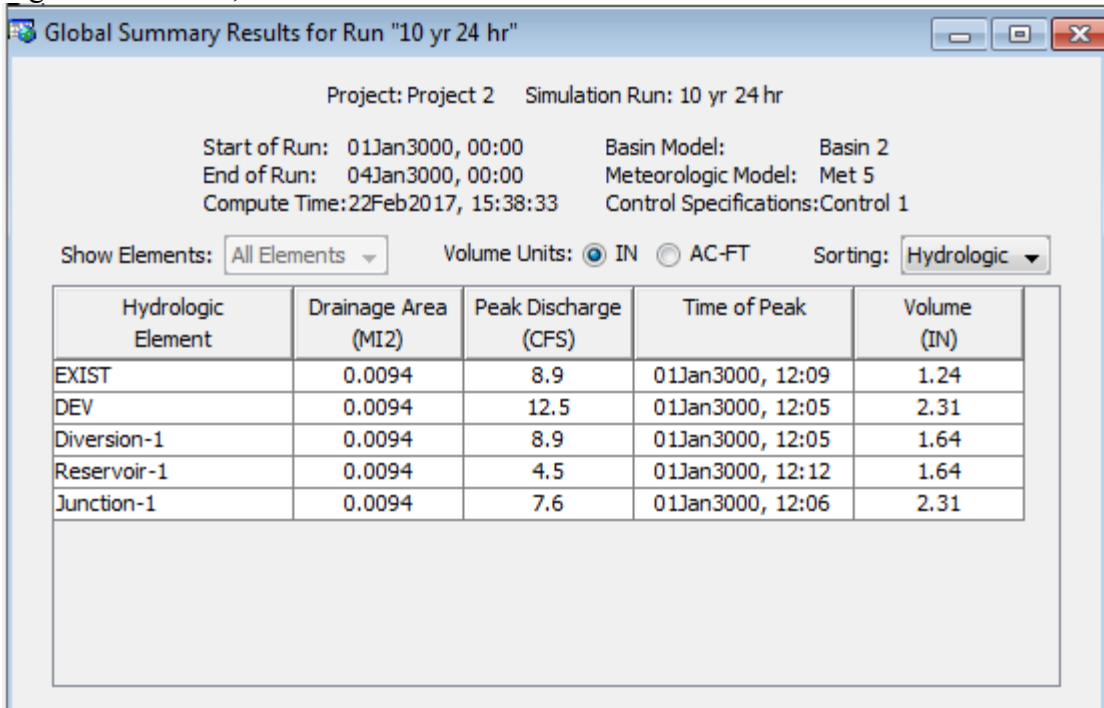 Global Summary Results for Run "10 yr 24 hr"
Project: Project 2 Simulation Run: 10 yr 24 hr
Start of Run: 01Jan3000, 00:00 Basin Model: Basin 2
End of Run: 04Jan3000, 00:00 Meteorologic Model: Met 5
Compute Time:22Feb2017, 15:38:33 Control Specifications:Control 1
Show Elements: All Elements Volume Units: IN AC-FT Sorting: Hydrologic
Hydrologic Drainage Area Peak Discharge Time of Peak Volume
Element (MI2) (CFS) (IN)
EXIST 0.0094 8.9 01Jan3000, 12:09 1.24
DEV 0.0094 12.5 01Jan3000, 12:05 2.31
Diversion-1 0.0094 8.9 01Jan3000, 12:05 1.64
Reservoir-1 0.0094 4.5 01Jan3000, 12:12 1.64
Junction-1 0.0094 7.6 01Jan3000, 12:06 2.31